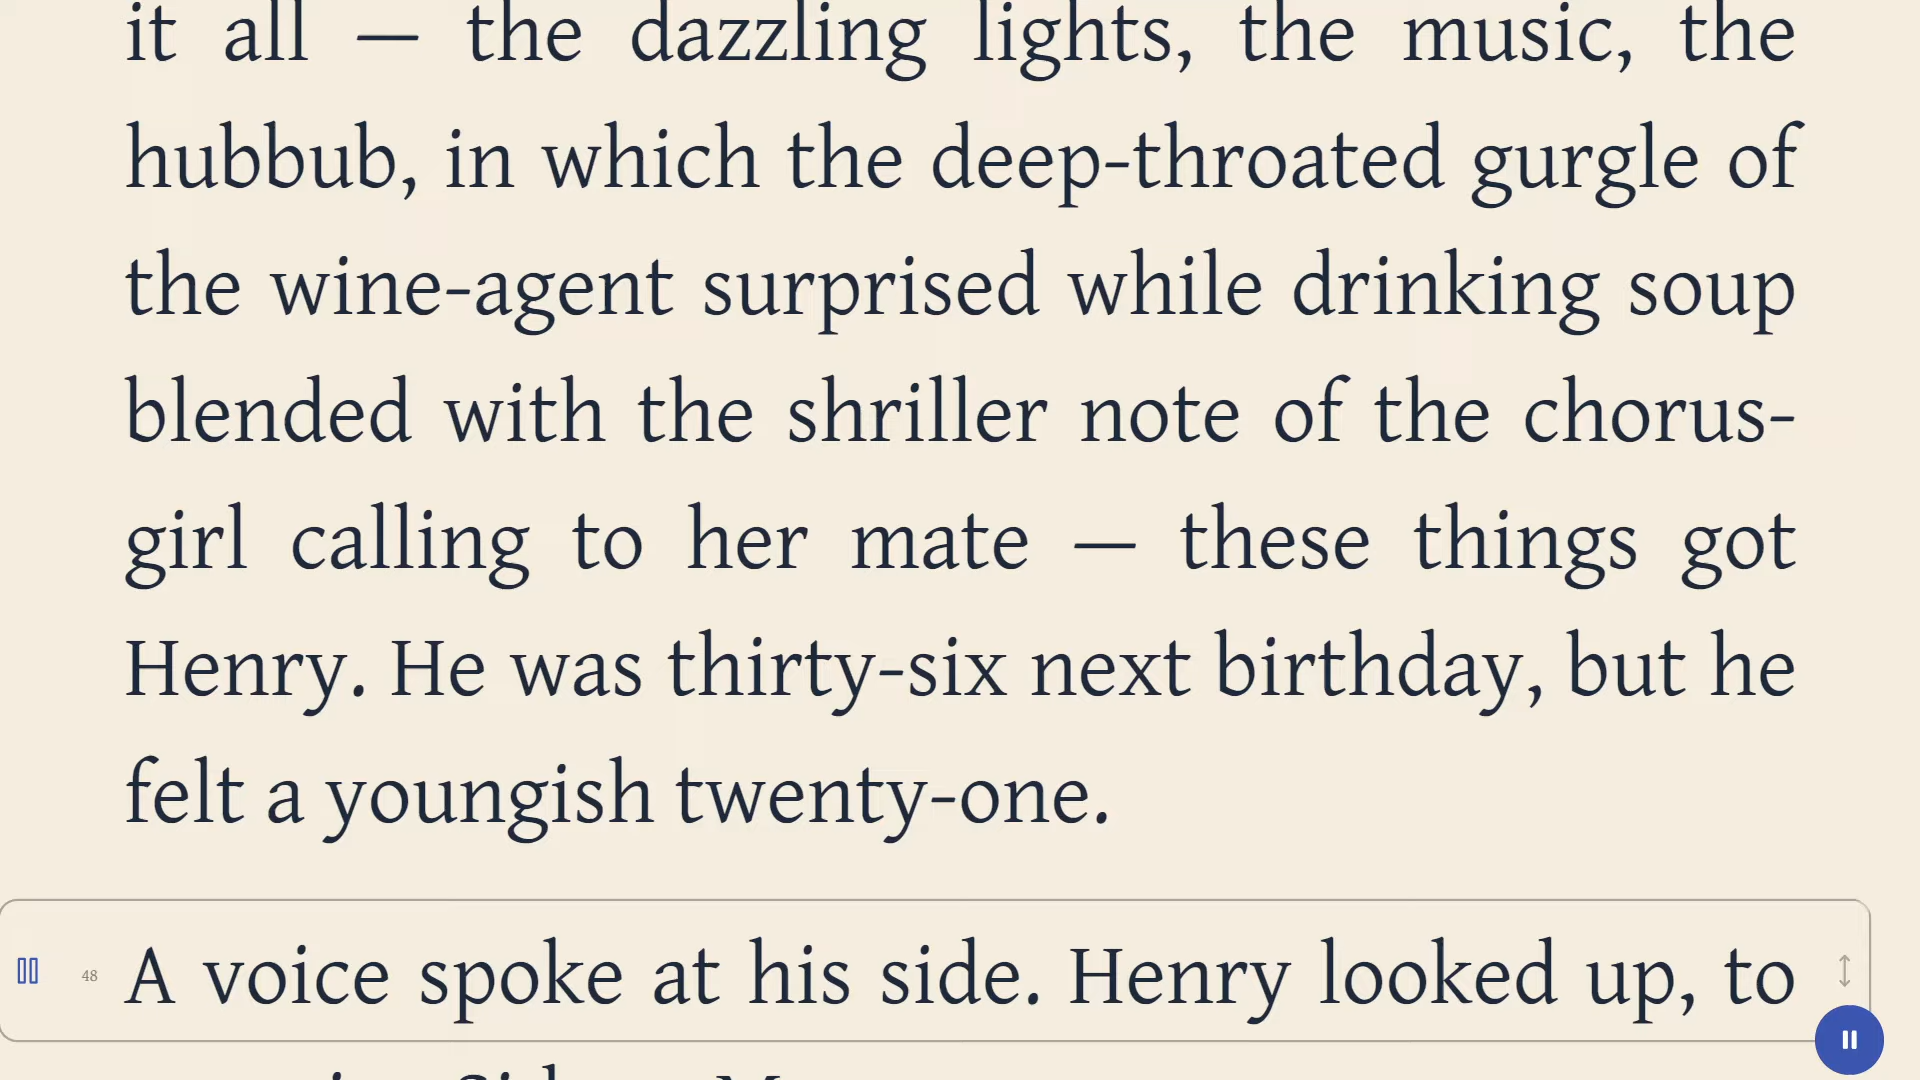 it all — the dazzling lights, the music, the
hubbub, in which the deep-throated gurgle of
the wine-agent surprised while drinking soup
blended with the shriller note of the chorus-
girl calling to her mate — these things got
Henry. He was thirty-six next birthday, but he
felt a youngish twenty-one.
48
A voice spoke at his side. Henry looked up, to